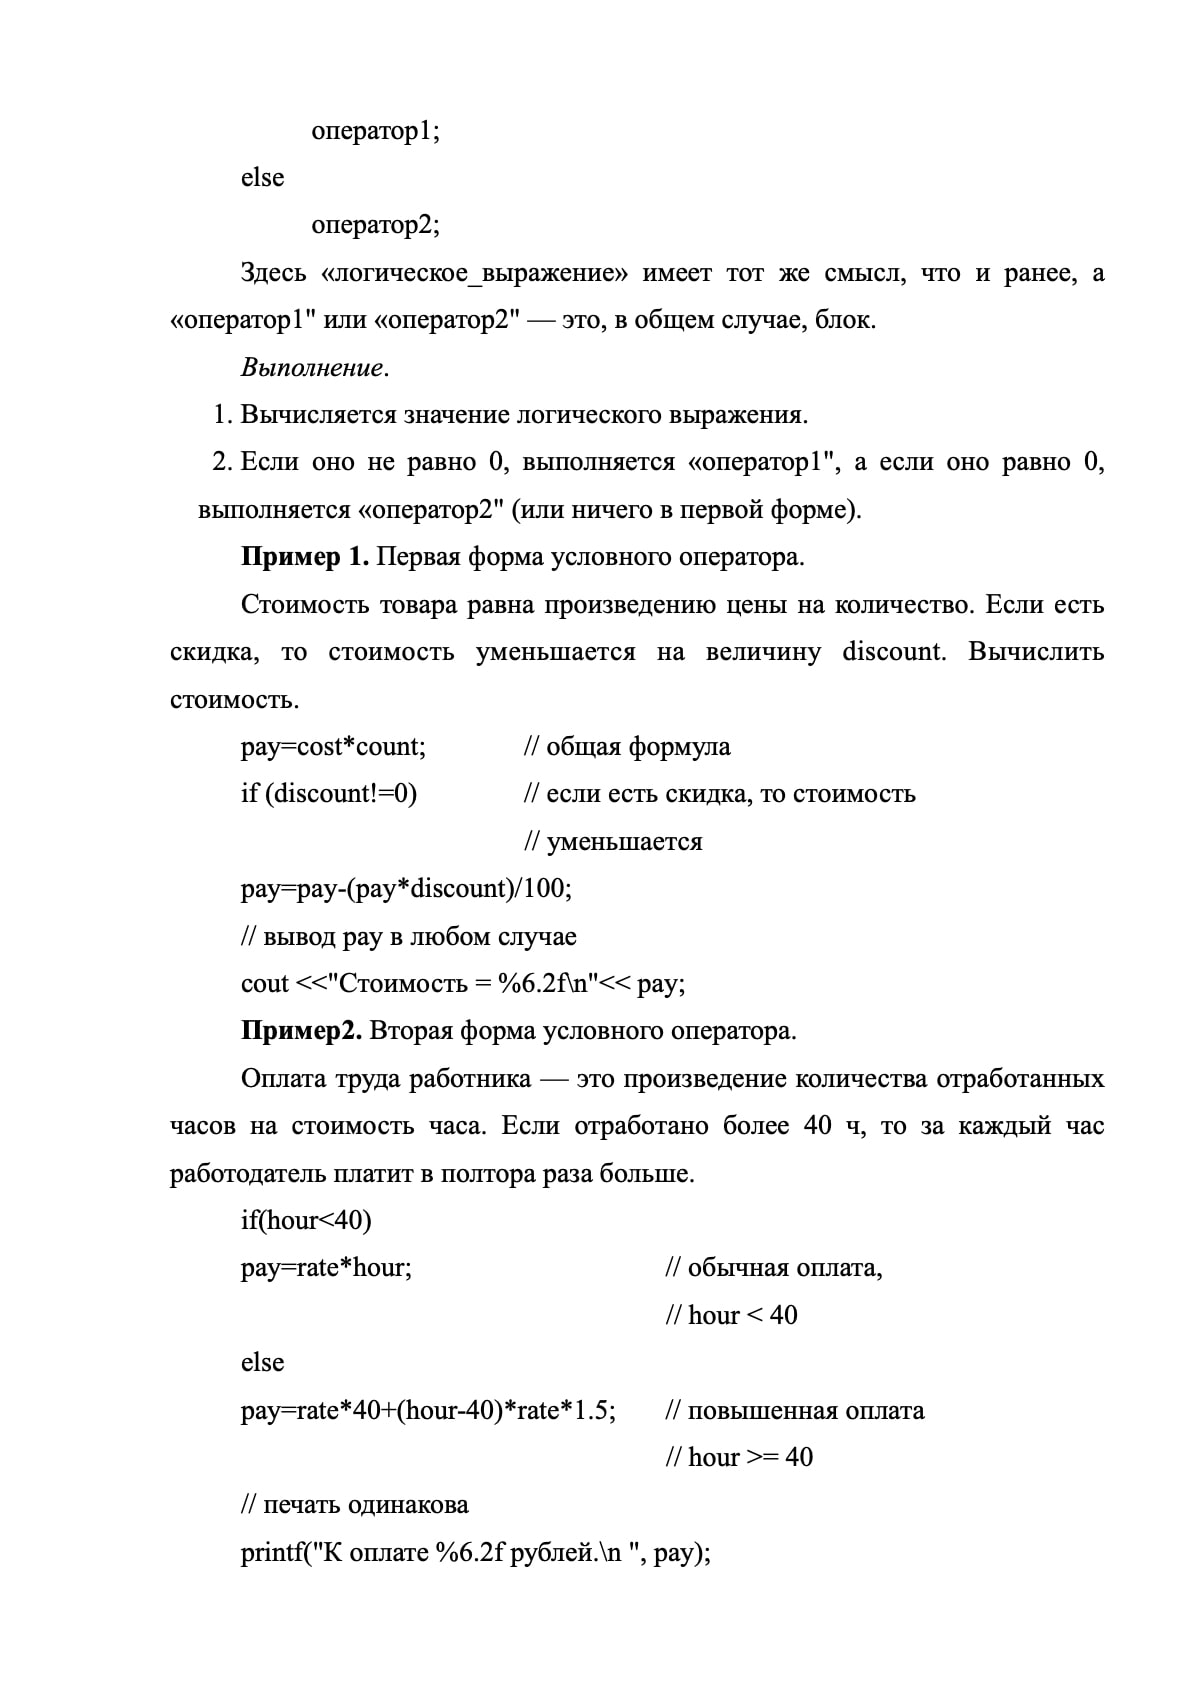 оператор1;
else
оператор2;
Здесь «логическое_выражение» имеет тот же смысл, что и ранее, а
«оператор1" или «оператор2" — это, в общем случае, блок.
Выполнение.
1. Вычисляется значение логического выражения.
2. Если оно не равно 0, выполняется «оператор1", а если оно равно 0,
выполняется «оператор2" (или ничего в первой форме).
Пример 1. Первая форма условного оператора.
Стоимость товара равна произведению цены на количество. Если есть
скидка, то стоимость уменьшается на величину discount. Вычислить
стоимость.
pay=cost*count; // общая формула
if (discount!=0) // если есть скидка, то стоимость
// уменьшается
pay=pay-(pay*discount)/100;
// вывод pay в любом случае
cout <<"Стоимость = %6.2f\n"<< pay;
Пример2. Вторая форма условного оператора.
Оплата труда работника — это произведение количества отработанных
часов на стоимость часа. Если отработано более 40 ч, то за каждый час
работодатель платит в полтора раза больше.
if(hour<40)
pay=rate*hour; // обычная оплата,
// hour < 40
else
pay=rate*40+(hour-40)*rate*1.5; // повышенная оплата
// hour >= 40
// печать одинакова
printf("К оплате %6.2f рублей.\n ", pay);